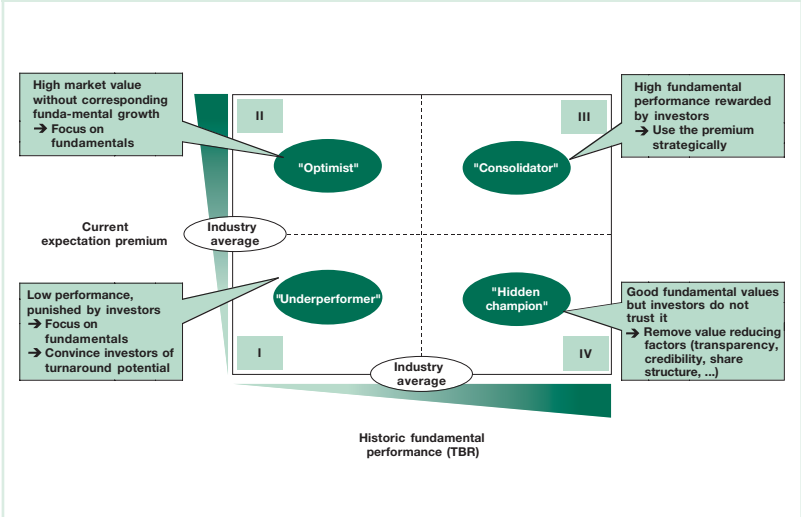 High market value
without corresponding
funda-mental growth
➔ Focus on
fundamentals
II
"Optimist"
III
"Consolidator"
High fundamental
performance rewarded
by investors
➔ Use the premium
strategically
Current
expectation premium
Industry
average
Low performance,
punished by investors
➔ Focus on
fundamentals
➔ Convince investors of
turnaround potential
"Underperformer"
I
"Hidden
champion"
IV
Good fundamental values
but investors do not
trust it
➔ Remove value reducing
factors (transparency,
credibility, share
structure, ...)
Industry
average
Historic fundamental
performance (TBR)